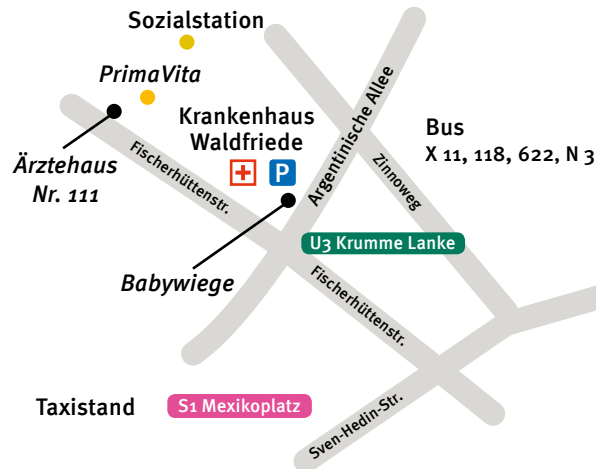 Sozialstation
PrimaVita
Krankenhaus
Waldfriede
P
Ärztehaus
Nr. 111
Fischerhüttenstr.
Argentinische Allee
Bus
X 11, 118, 622, N 3
Zinnoweg
U3 Krumme Lanke
Babywiege
Fischerhüttenstr.
Taxistand
S1 Mexikoplatz
Sven-Hedin-Str.